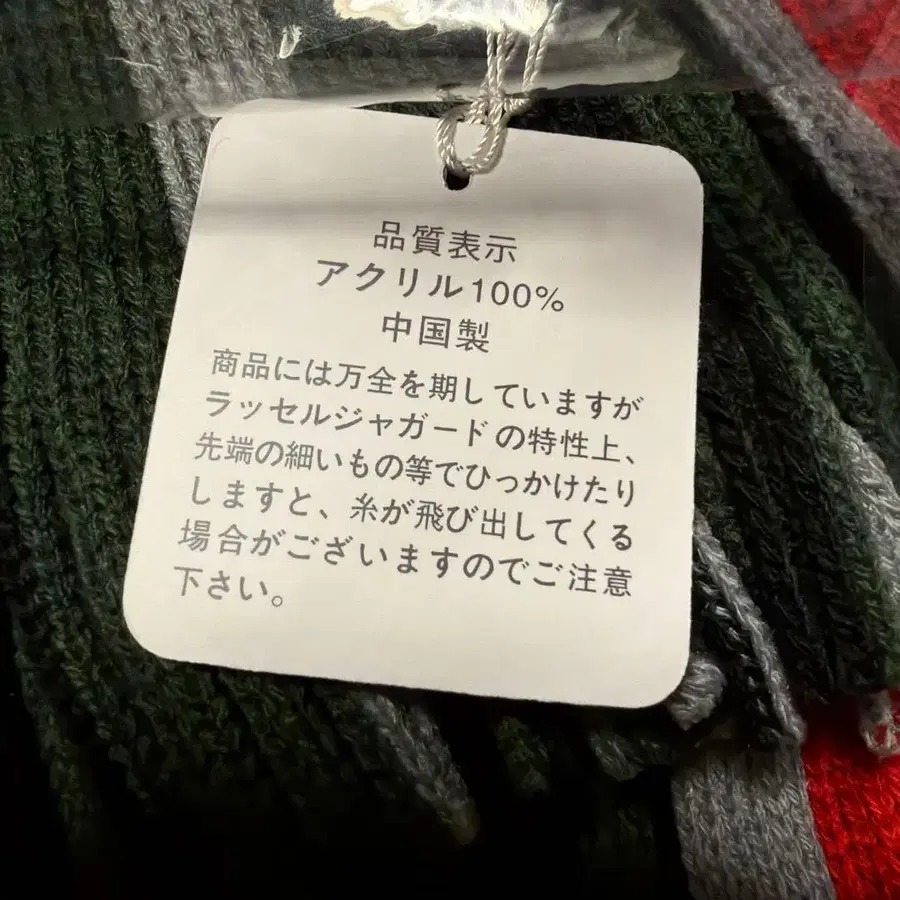 品質表示
アクリル100%
中国製
商品には万全を期していますが
ラッセルジャガードの特性上、
先端の細いもの等でひっかけたり
しますと、糸が飛び出してくる
場合がございますのでご注意
下さい。